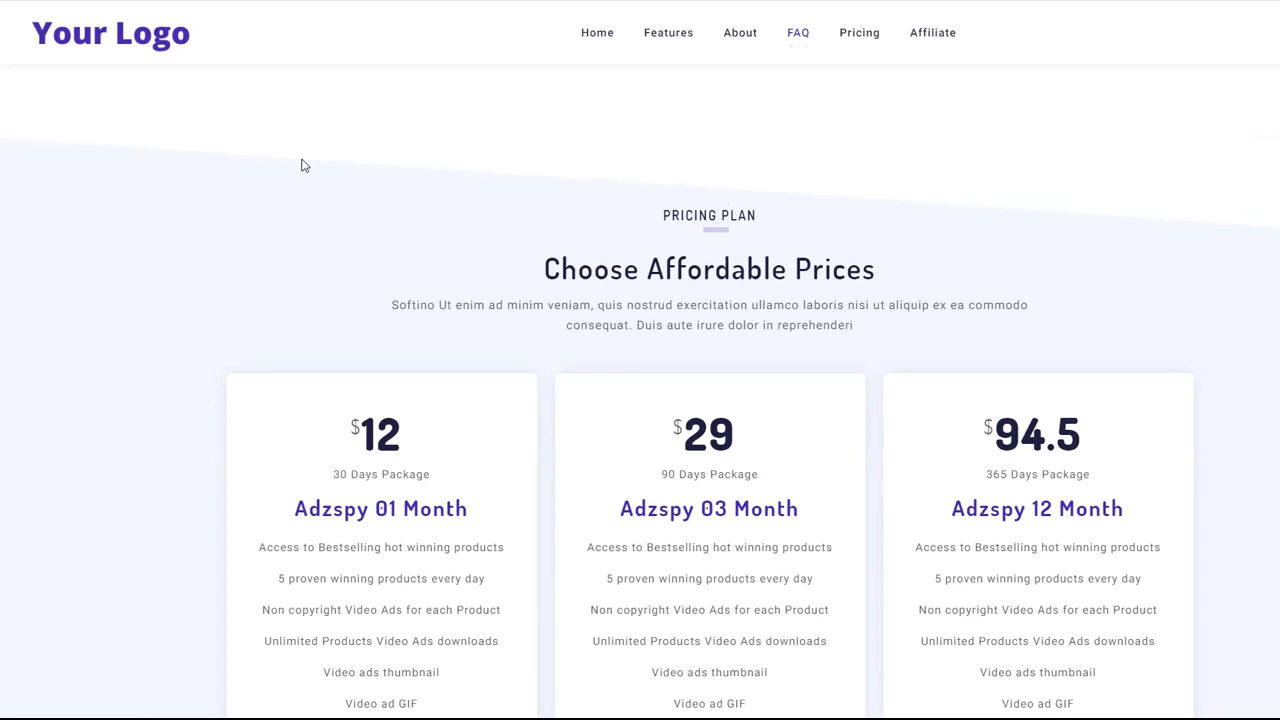 Your Logo
Home Features About FAQ Pricing Affiliate
PRICING PLAN
Choose Affordable Prices
Softino Ut enim ad minim veniam, quis nostrud exercitation ullamco laboris nisi ut aliquip ex ea commodo
consequat. Duis aute irure dolor in reprehenderi
$12
30 Days Package
Adzspy 01 Month
Access to Bestselling hot winning products
5 proven winning products every day
Non copyright Video Ads for each Product
Unlimited Products Video Ads downloads
Video ads thumbnail
Video ad GIF
$29
90 Days Package
Adzspy 03 Month
Access to Bestselling hot winning products
5 proven winning products every day
Non copyright Video Ads for each Product
Unlimited Products Video Ads downloads
Video ads thumbnail
Video ad GIF
$94.5
365 Days Package
Adzspy 12 Month
Access to Bestselling hot winning products
5 proven winning products every day
Non copyright Video Ads for each Product
Unlimited Products Video Ads downloads
Video ads thumbnail
Video ad GIF